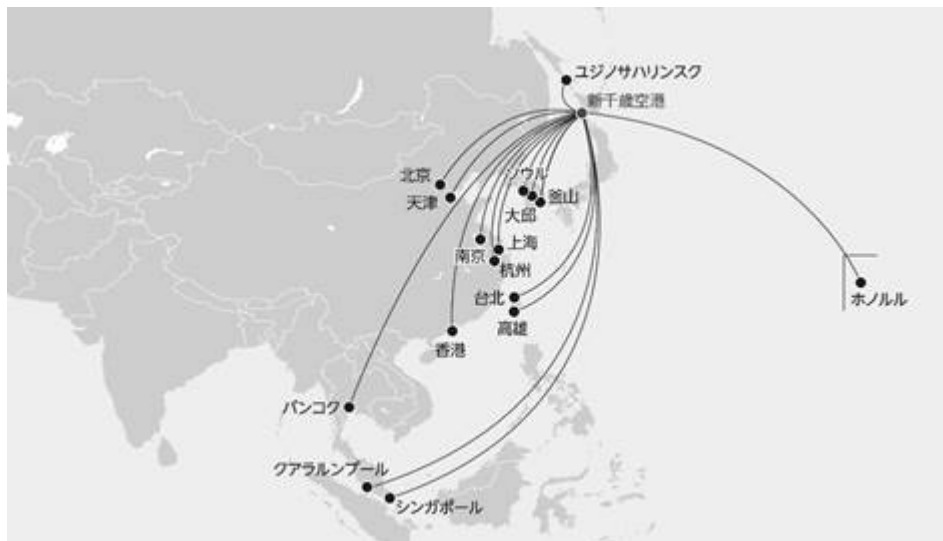 ユジノサハリンスク
新千歳空港
北京
天津
ソウル
釜山
大邱
南京
上海
杭州
台北
高雄
香港
ホノルル
バンコク
クアラルンプール
シンガポール